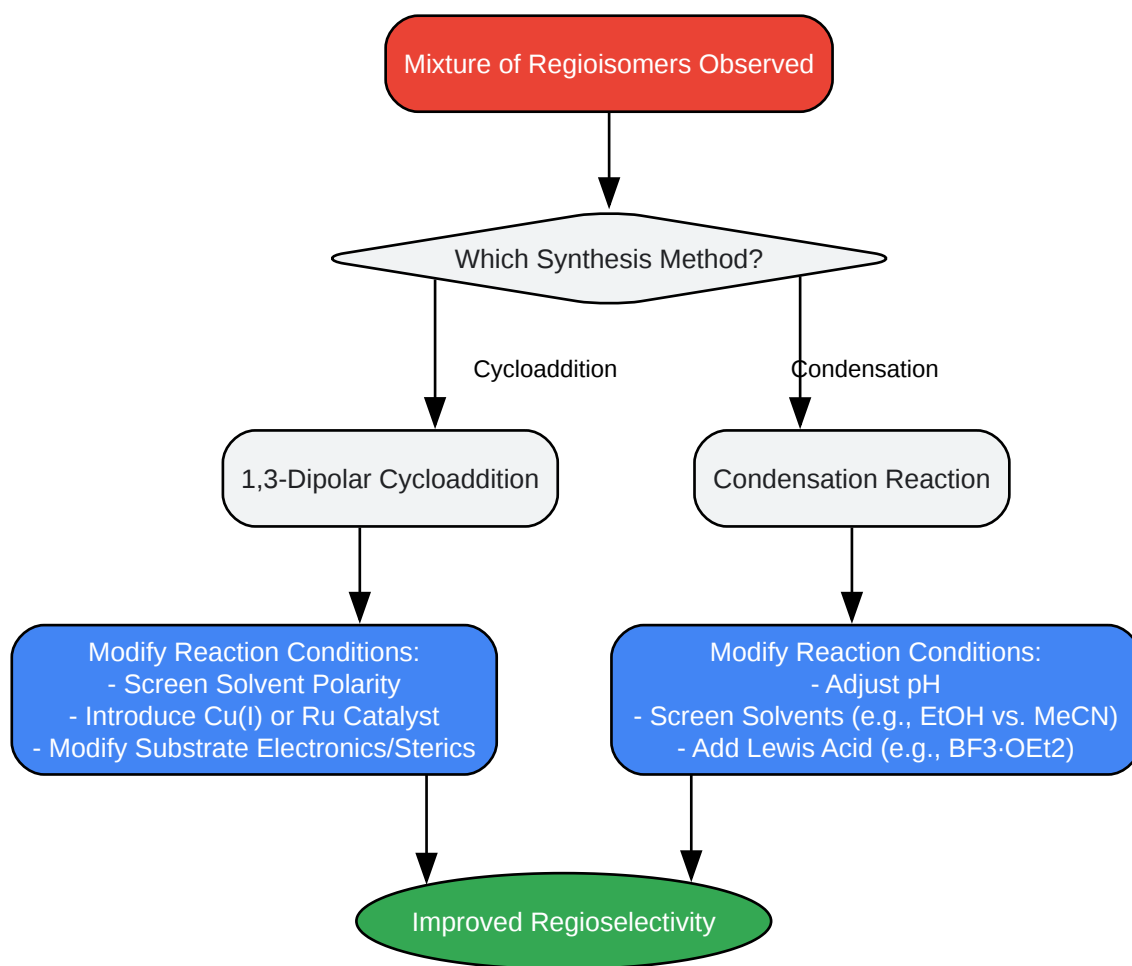 Mixture of Regioisomers Observed
Which Synthesis Method?
Cycloaddition
Condensation
1,3-Dipolar Cycloaddition
Condensation Reaction
Modify Reaction Conditions:
- Screen Solvent Polarity
- Introduce Cu(I) or Ru Catalyst
- Modify Substrate Electronics/Sterics
Modify Reaction Conditions:
- Adjust pH
- Screen Solvents (e.g., EtOH vs. MeCN)
- Add Lewis Acid (e.g., BF3·OEt2)
Improved Regioselectivity